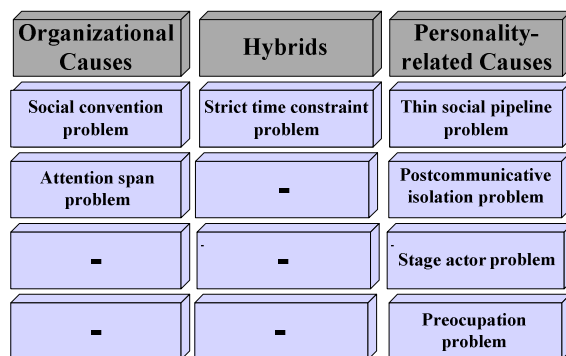 Organizational
Causes
Hybrids
Personality-
related Causes
Social convention
problem
Strict time constraint
problem
Thin social pipeline
problem
Attention span
problem
-
Postcommunicative
isolation problem
-
-
-
-
Stage actor problem
-
-
Preocupation
problem